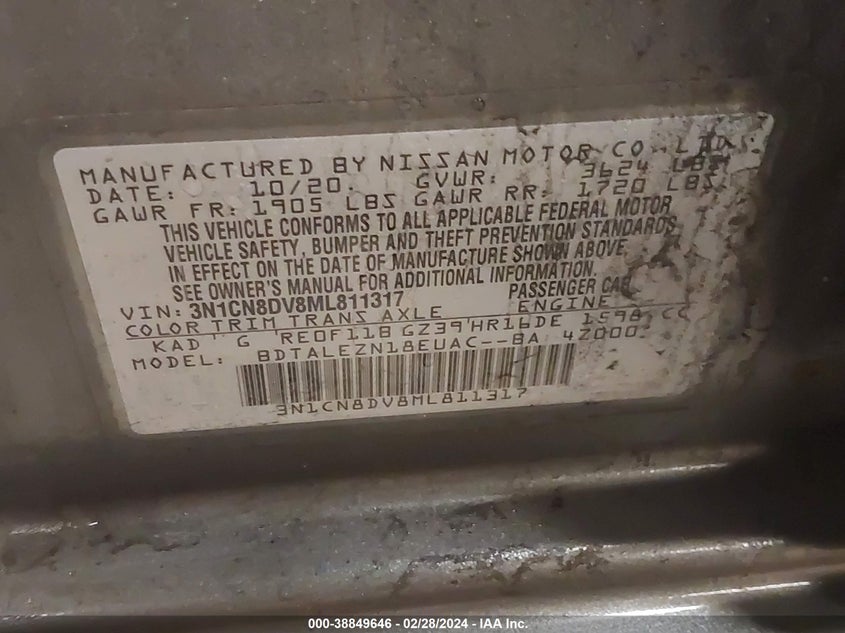 MANUFACTURED BY NISSAN MOTOR CO., LTD.
DATE: 10/20. GVWR: 3624 LBS
GAWR FR: 1905 LBS GAWR RR: 1720 LBS
THIS VEHICLE CONFORMS TO ALL APPLICABLE FEDERAL MOTOR
VEHICLE SAFETY, BUMPER AND THEFT PREVENTION STANDARDS
IN EFFECT ON THE DATE OF MANUFACTURE SHOWN ABOVE.
SEE OWNER'S MANUAL FOR ADDITIONAL INFORMATION.
VIN: 3N1CN8DV8ML811317 PASSENGER CAR
COLOR TRIM TRANS AXLE ENGINE
KAD G RE0F11B GZ39 HR16DE 1598 CC
MODEL: BDTALEZN18EUAC--BA 4Z000
3N1CN8DV8ML811317
000-38849646 - 02/28/2024 - IAA Inc.